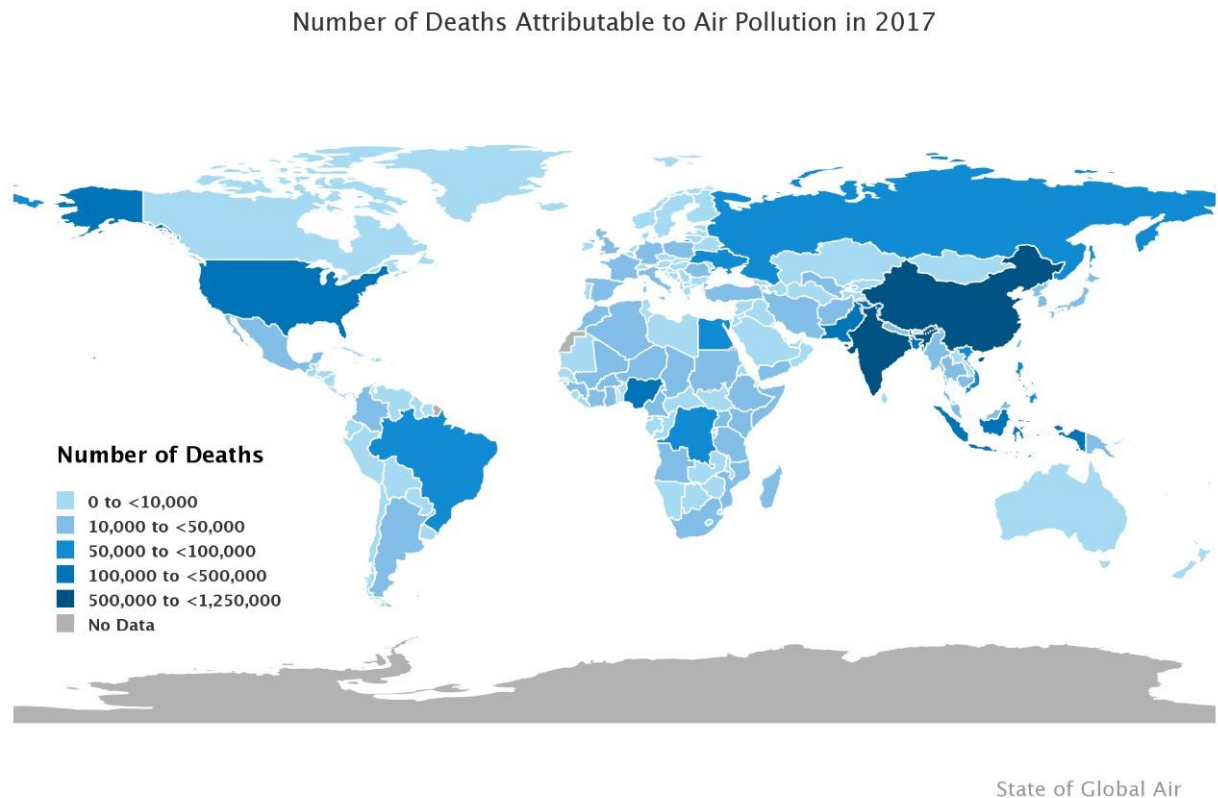 Number of Deaths Attributable to Air Pollution in 2017
Number of Deaths
0 to <10,000
10,000 to <50,000
50,000 to <100,000
100,000 to <500,000
500,000 to <1,250,000
No Data
State of Global Air